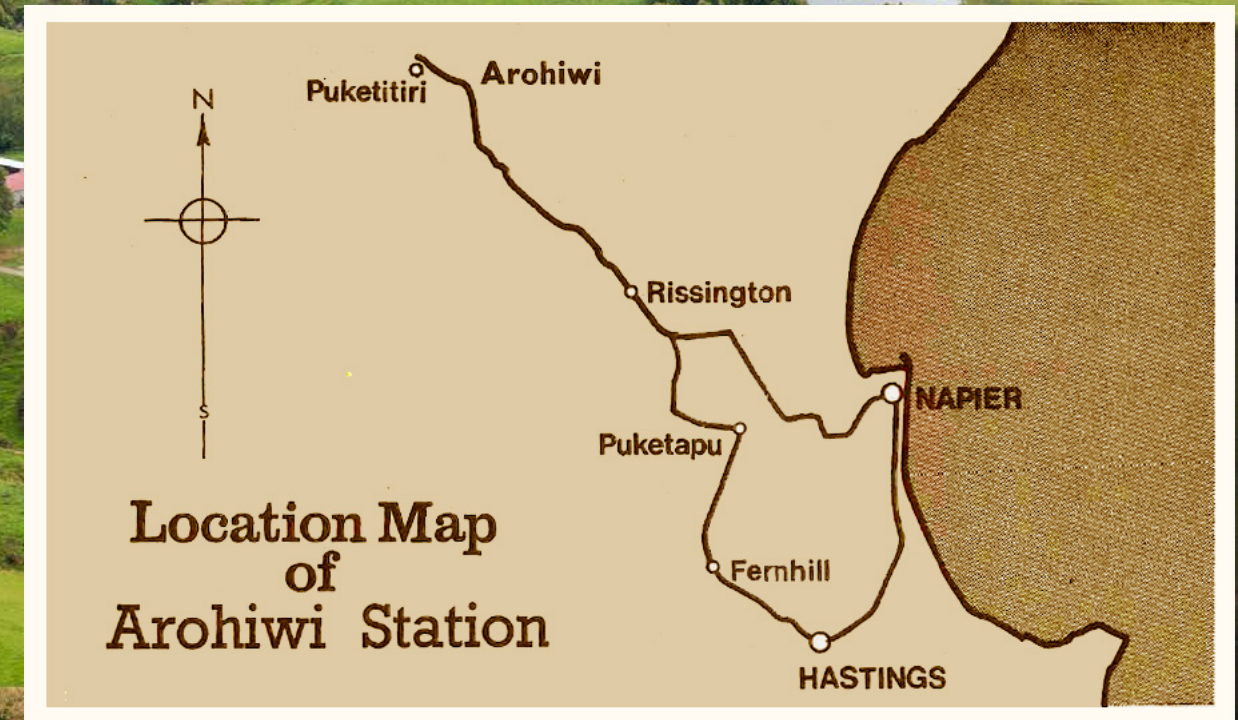 N
Arohiwi
Puketitiri
Rissington
NAPIER
S
Puketapu
Location Map
of
Arohiwi Station
Fernhill
HASTINGS